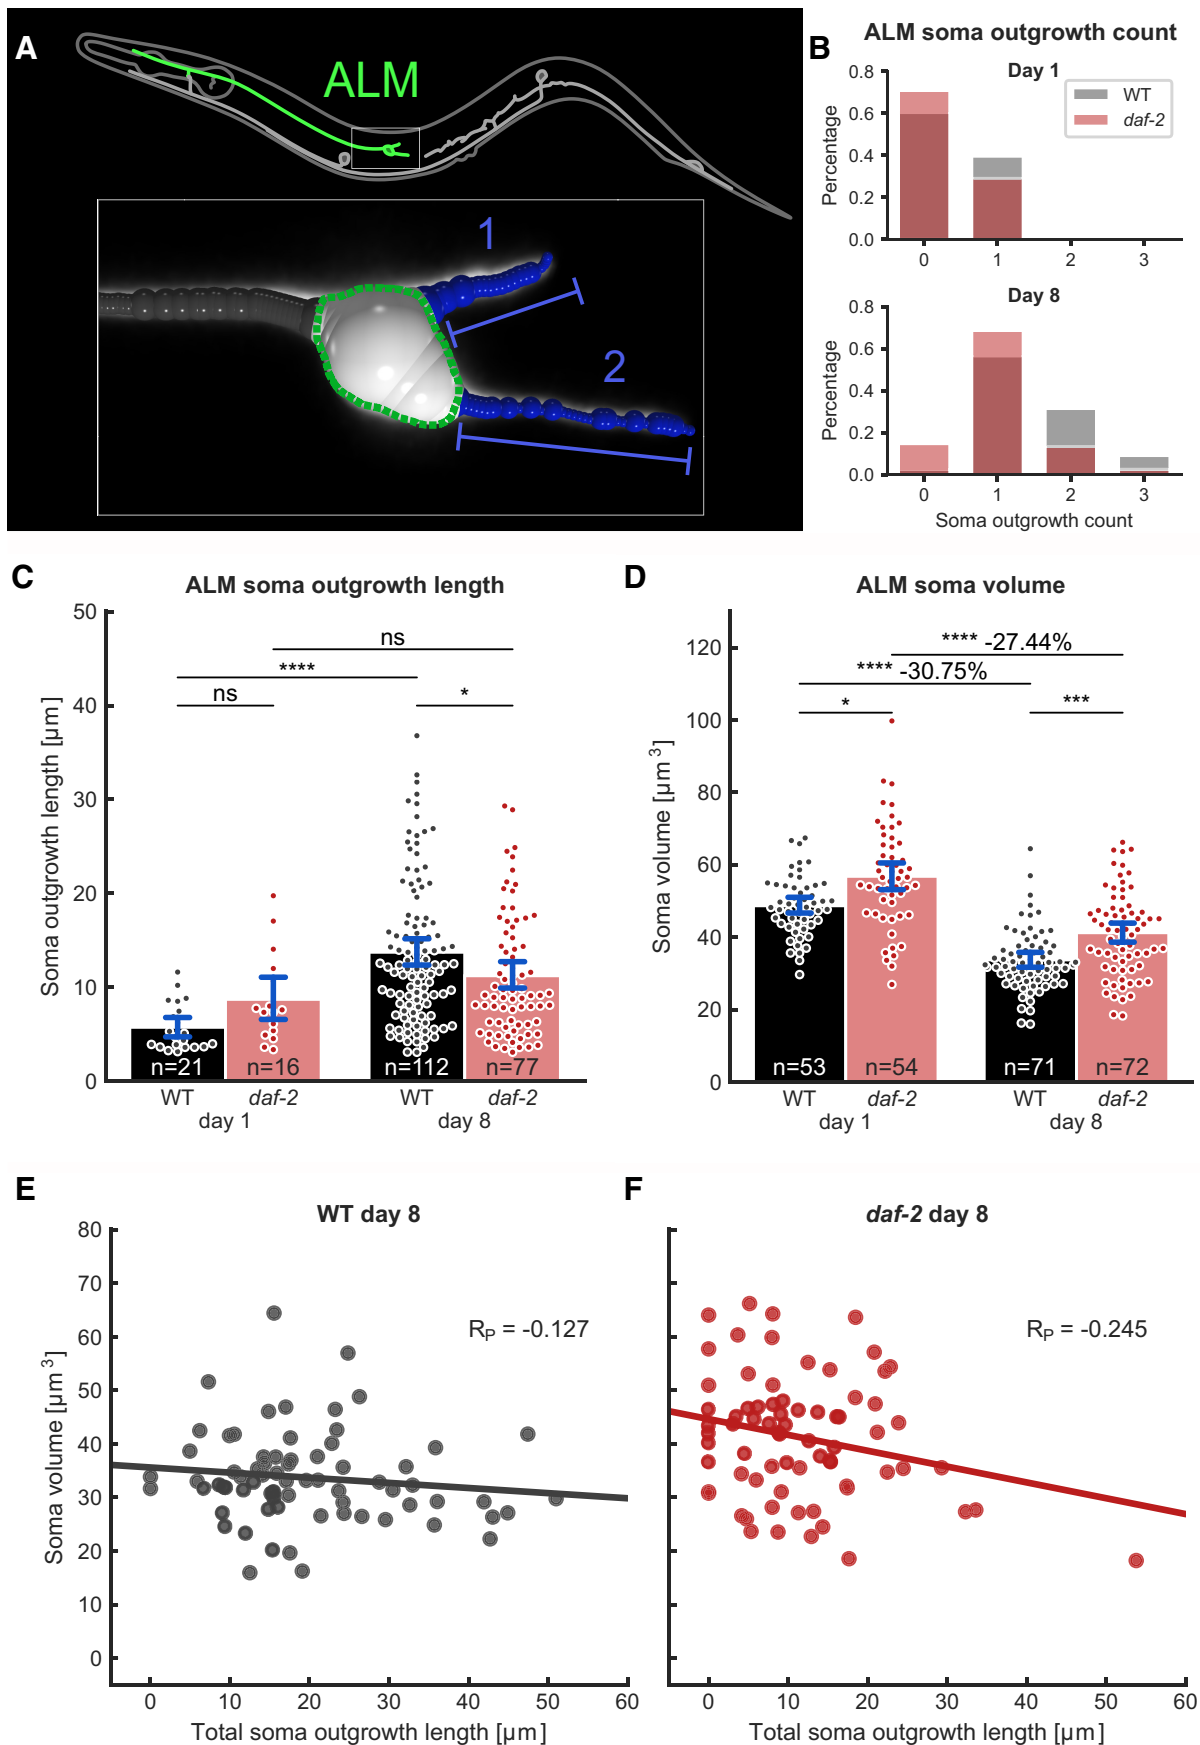 A
ALM
1
2
B
ALM soma outgrowth count
Day 1
WT
daf-2
Percentage
0.8
0.6
0.4
0.2
0.0
0 1 2 3
Day 8
Percentage
0.8
0.6
0.4
0.2
0.0
0 1 2 3
Soma outgrowth count
C
ALM soma outgrowth length
Soma outgrowth length [µm]
50
40
30
20
10
0
ns
****
ns
*
n=21 n=16 n=112 n=77
WT daf-2 WT daf-2
day 1 day 8
D
ALM soma volume
Soma volume [µm³]
120
100
80
60
40
20
0
**** -27.44%
**** -30.75%
*
***
n=53 n=54 n=71 n=72
WT daf-2 WT daf-2
day 1 day 8
E
WT day 8
Soma volume [µm³]
80
70
60
50
40
30
20
10
0
R_P = -0.127
0 10 20 30 40 50 60
Total soma outgrowth length [µm]
F
daf-2 day 8
R_P = -0.245
0 10 20 30 40 50 60
Total soma outgrowth length [µm]